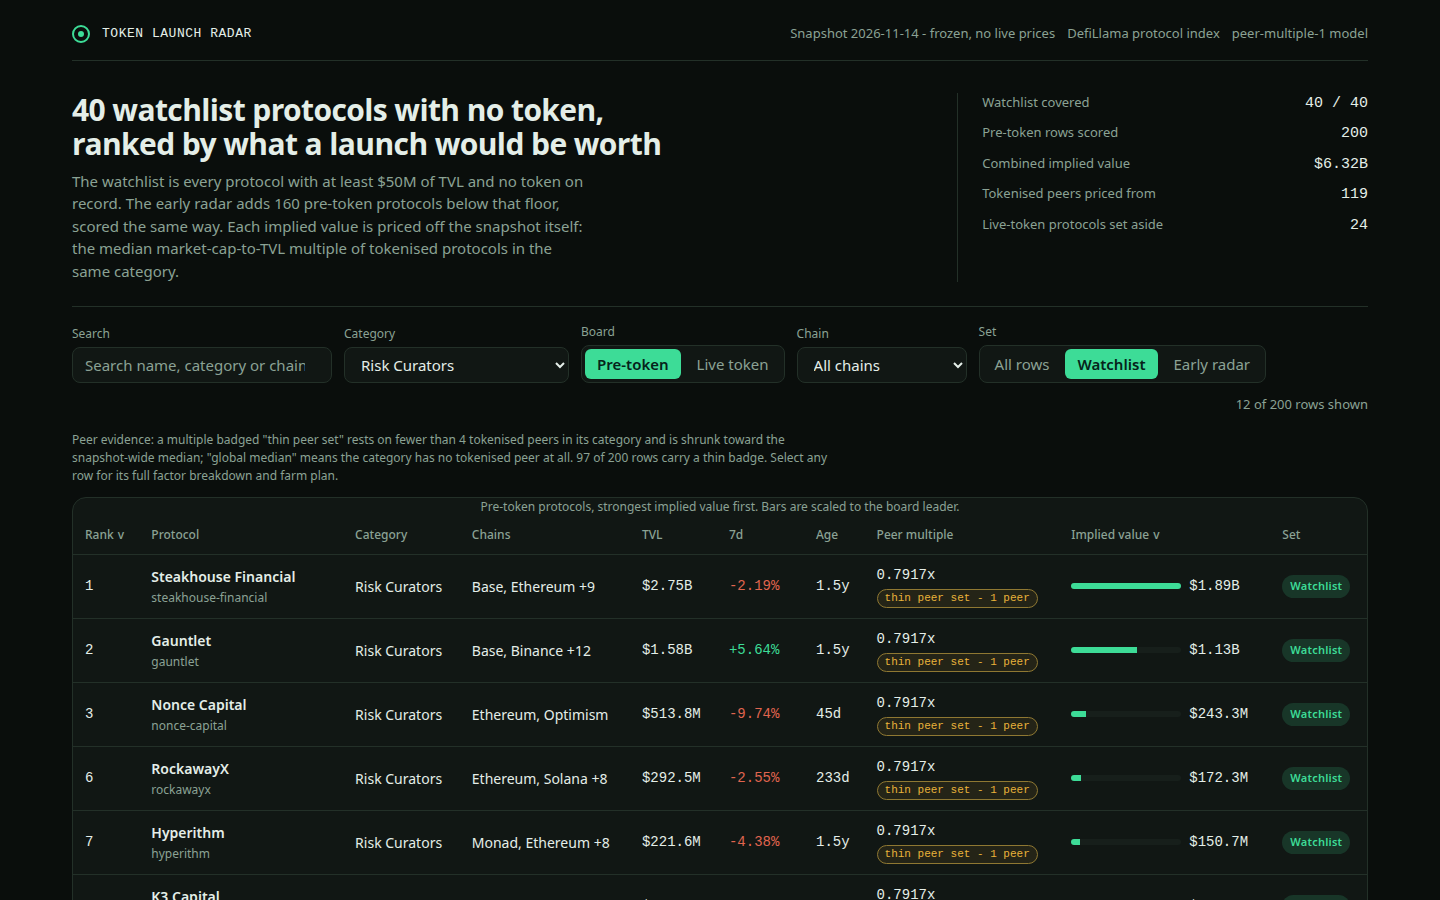 TOKEN LAUNCH RADAR
Snapshot 2026-11-14 - frozen, no live prices DefiLlama protocol index peer-multiple-1 model
40 watchlist protocols with no token,
ranked by what a launch would be worth
The watchlist is every protocol with at least $50M of TVL and no token on
record. The early radar adds 160 pre-token protocols below that floor,
scored the same way. Each implied value is priced off the snapshot itself:
the median market-cap-to-TVL multiple of tokenised protocols in the
same category.
Watchlist covered 40 / 40
Pre-token rows scored 200
Combined implied value $6.32B
Tokenised peers priced from 119
Live-token protocols set aside 24
Search Category Board Chain Set
Search name, category or chain Risk Curators Pre-token Live token All chains All rows Watchlist Early radar
12 of 200 rows shown
Peer evidence: a multiple badged "thin peer set" rests on fewer than 4 tokenised peers in its category and is shrunk toward the
snapshot-wide median; "global median" means the category has no tokenised peer at all. 97 of 200 rows carry a thin badge. Select any
row for its full factor breakdown and farm plan.
Pre-token protocols, strongest implied value first. Bars are scaled to the board leader.
Rank v Protocol Category Chains TVL 7d Age Peer multiple Implied value v Set
1 Steakhouse Financial steakhouse-financial Risk Curators Base, Ethereum +9 $2.75B -2.19% 1.5y 0.7917x thin peer set - 1 peer $1.89B Watchlist
2 Gauntlet gauntlet Risk Curators Base, Binance +12 $1.58B +5.64% 1.5y 0.7917x thin peer set - 1 peer $1.13B Watchlist
3 Nonce Capital nonce-capital Risk Curators Ethereum, Optimism $513.8M -9.74% 45d 0.7917x thin peer set - 1 peer $243.3M Watchlist
6 RockawayX rockawayx Risk Curators Ethereum, Solana +8 $292.5M -2.55% 233d 0.7917x thin peer set - 1 peer $172.3M Watchlist
7 Hyperithm hyperithm Risk Curators Monad, Ethereum +8 $221.6M -4.38% 1.5y 0.7917x thin peer set - 1 peer $150.7M Watchlist
K3 Capital 0.7917x